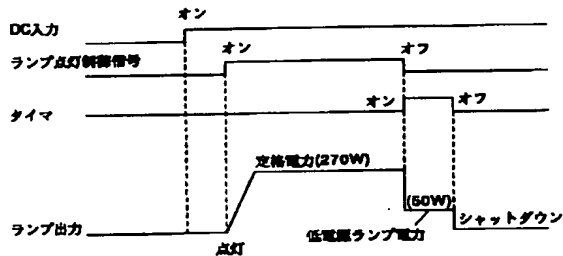 オン
DC入力
オン
オフ
ランプ点灯制御信号
オン
オフ
タイマ
定格電力(270W)
(50W)
シャットダウン
ランプ出力
低電源ランプ電力
点灯